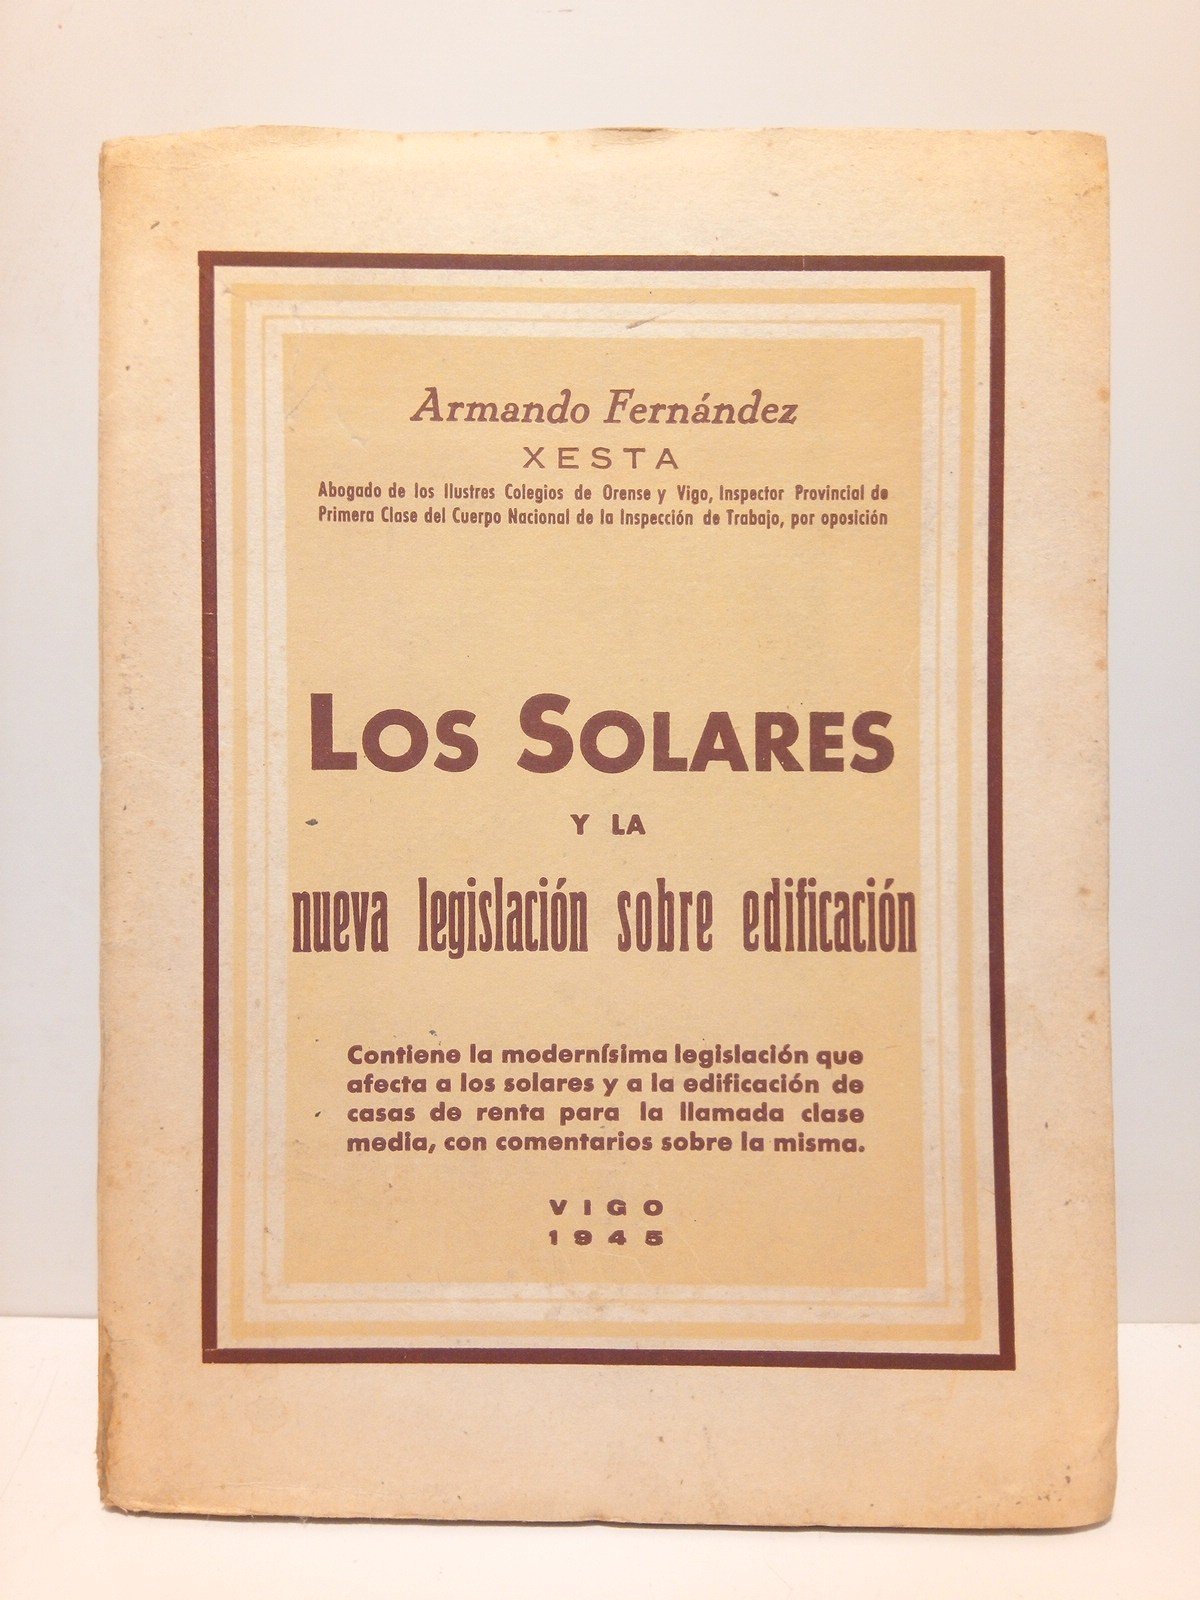 Armando Fernández
XESTA
Abogado de los Ilustres Colegios de Orense y Vigo, Inspector Provincial de
Primera Clase del Cuerpo Nacional de la Inspección de Trabajo, por oposición
LOS SOLARES
Y LA
nueva legislación sobre edificación
Contiene la modernísima legislación que
afecta a los solares y a la edificación de
casas de renta para la llamada clase
media, con comentarios sobre la misma.
VIGO
1945